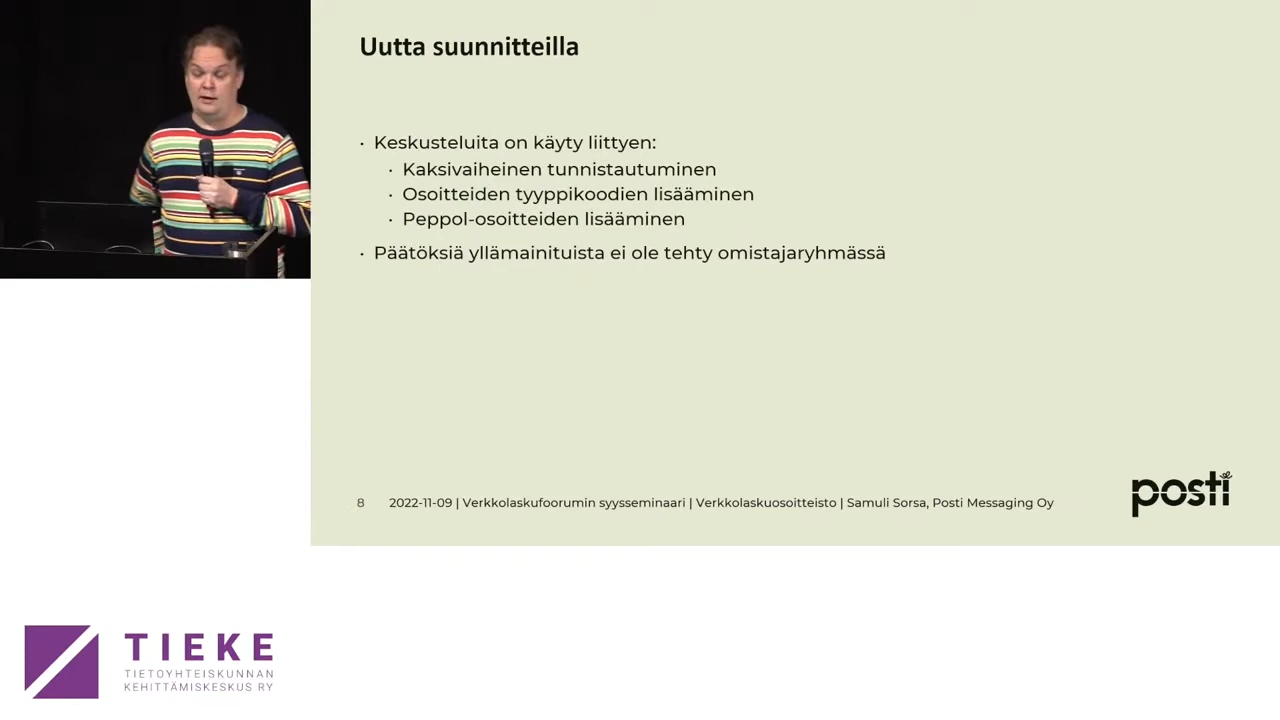 Uutta suunnitteilla
· Keskusteluita on käyty liittyen:
· Kaksivaiheinen tunnistautuminen
· Osoitteiden tyyppikoodien lisääminen
· Peppol-osoitteiden lisääminen
· Päätöksiä yllämainituista ei ole tehty omistajaryhmässä
8 2022-11-09 | Verkkolaskufoorumin syysseminaari | Verkkolaskuosoitteisto | Samuli Sorsa, Posti Messaging Oy
posti
TIEKE
TIETOYHTEISKUNNAN
KEHITTÄMISKESKUS RY